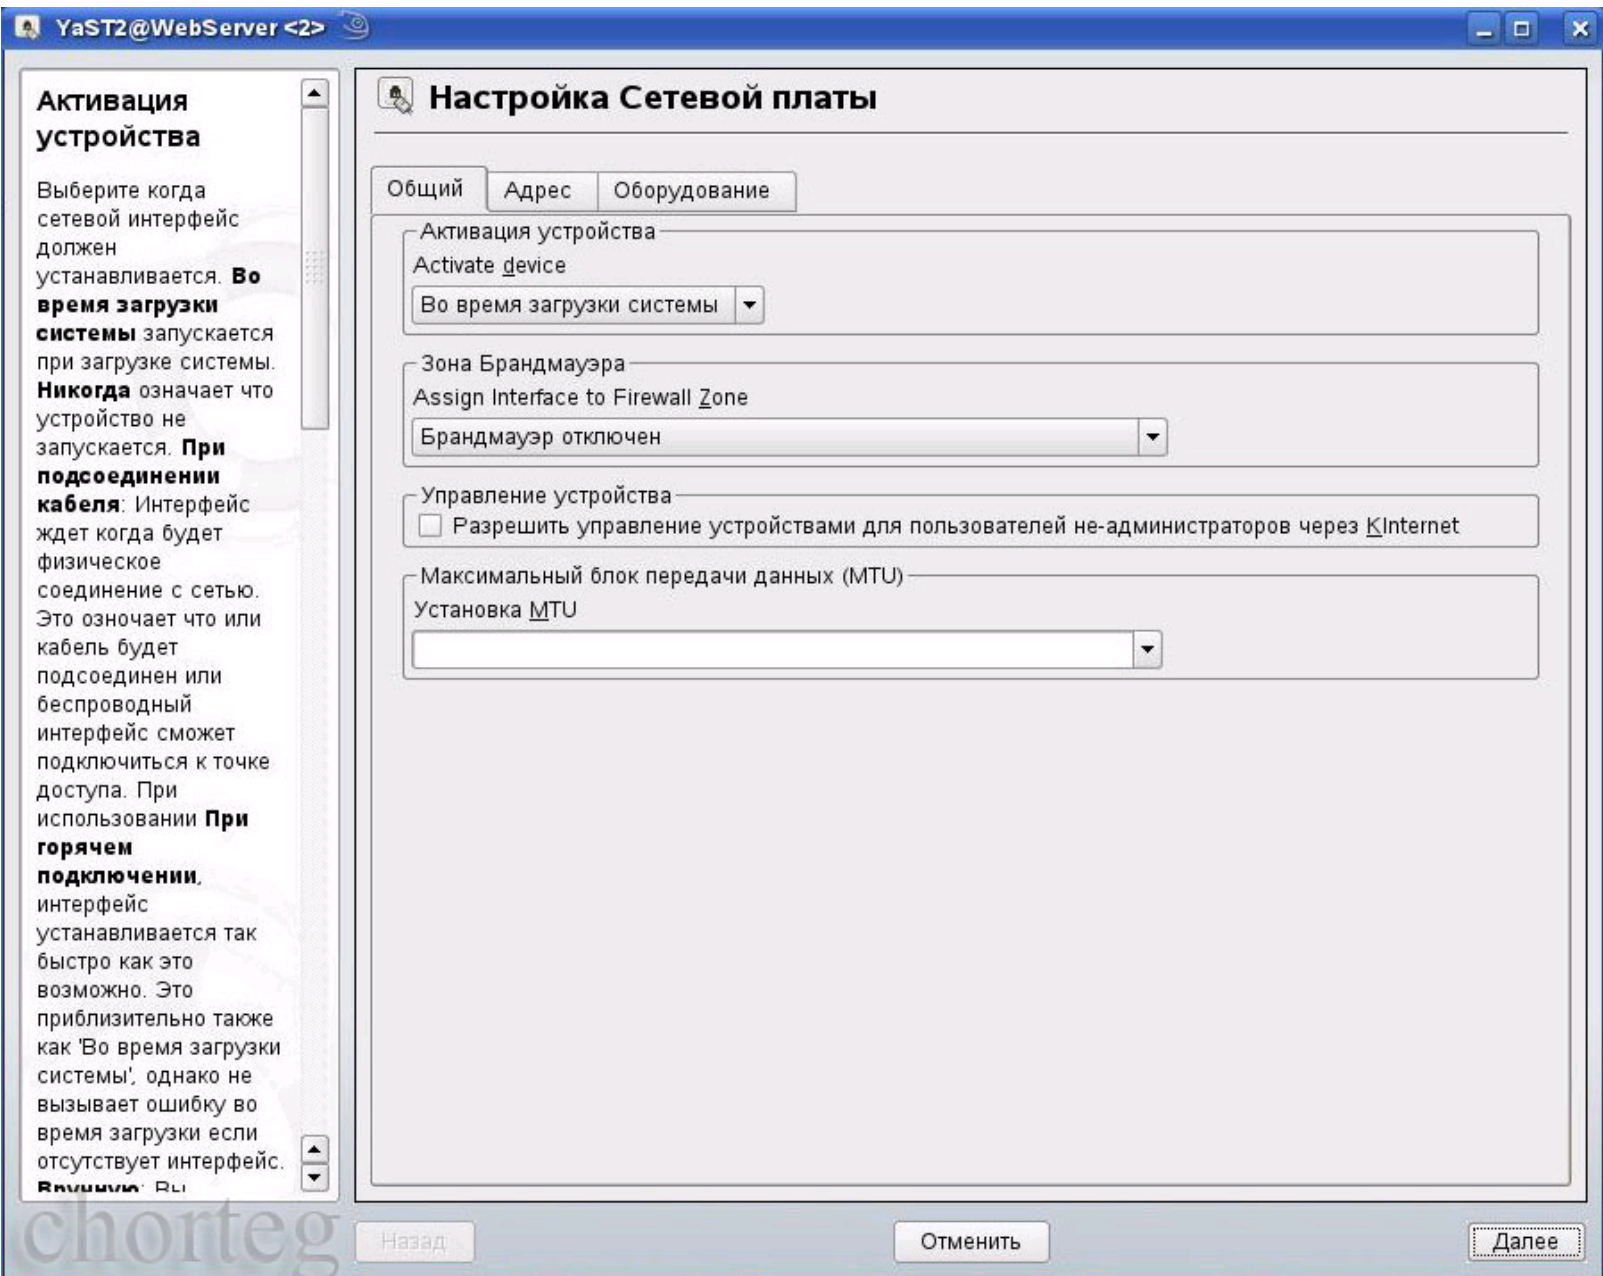 YaST2@WebServer <2>
Активация
устройства
Выберите когда
сетевой интерфейс
должен
устанавливается. Во
время загрузки
системы запускается
при загрузке системы.
Никогда означает что
устройство не
запускается. При
подсоединении
кабеля: Интерфейс
ждет когда будет
физическое
соединение с сетью.
Это озночает что или
кабель будет
подсоединен или
беспроводный
интерфейс сможет
подключиться к точке
доступа. При
использовании При
горячем
подключении,
интерфейс
устанавливается так
быстро как это
возможно. Это
приблизительно также
как 'Во время загрузки
системы', однако не
вызывает ошибку во
время загрузки если
отсутствует интерфейс.
Вручную: Вы
Настройка Сетевой платы
Общий Адрес Оборудование
Активация устройства
Activate device
Во время загрузки системы
Зона Брандмауэра
Assign Interface to Firewall Zone
Брандмауэр отключен
Управление устройства
Разрешить управление устройствами для пользователей не-администраторов через KInternet
Максимальный блок передачи данных (MTU)
Установка MTU
chorteg
Назад Отменить Далее